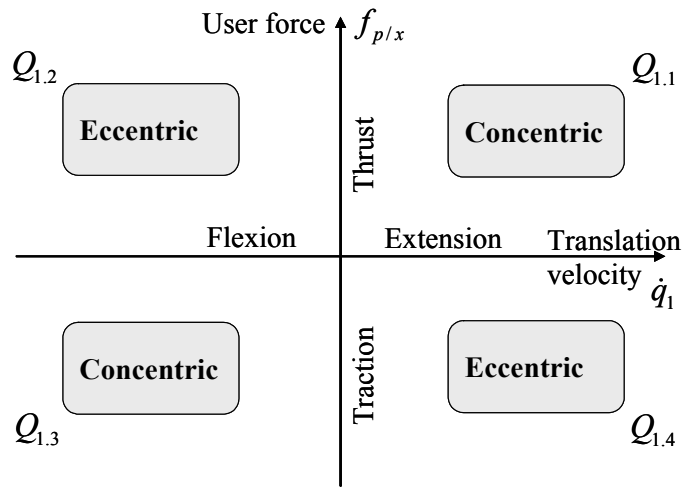 User force
f_{p/x}
Q_{1.2}
Q_{1.1}
Eccentric
Concentric
Thrust
Flexion
Extension
Translation
velocity
q̇_1
Traction
Concentric
Eccentric
Q_{1.3}
Q_{1.4}